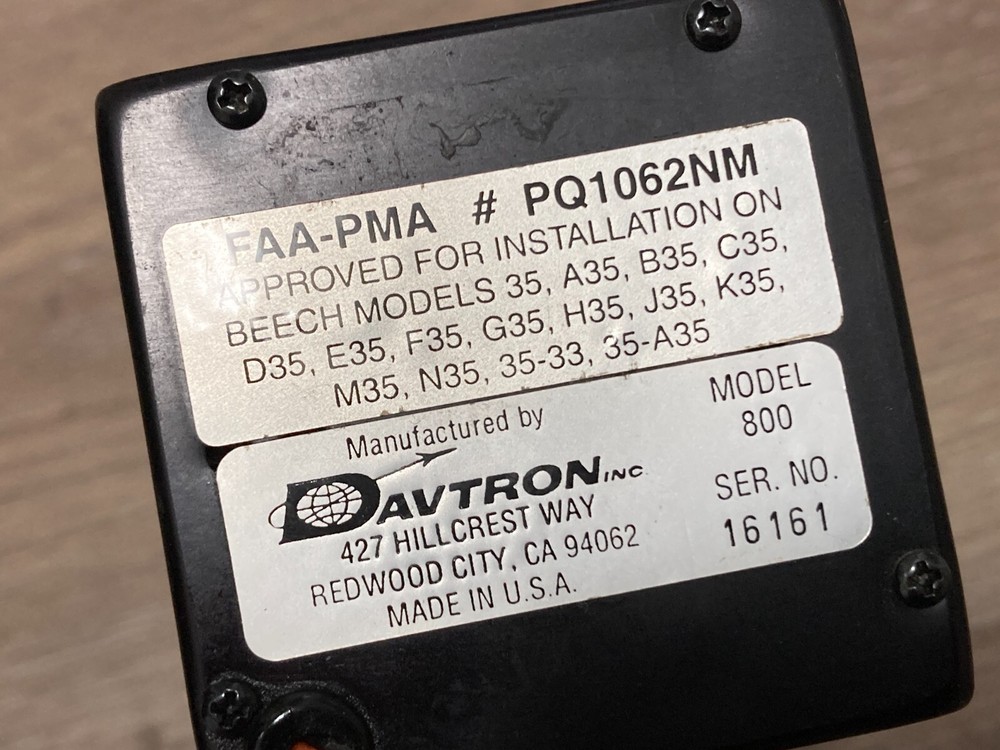 FAA-PMA # PQ1062NM
APPROVED FOR INSTALLATION ON
BEECH MODELS 35, A35, B35, C35,
D35, E35, F35, G35, H35, J35, K35,
M35, N35, 35-33, 35-A35
Manufactured by
DAVTRON INC.
427 HILLCREST WAY
REDWOOD CITY, CA 94062
MADE IN U.S.A.
MODEL
800
SER. NO.
16161